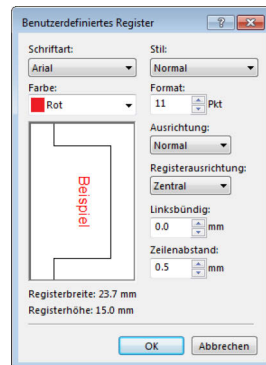 Benutzerdefiniertes Register
Schriftart:
Arial
Stil:
Normal
Farbe:
Rot
Format:
11 Pkt
Ausrichtung:
Normal
Registerausrichtung:
Zentral
Linksbündig:
0.0 mm
Zeilenabstand:
0.5 mm
Beispiel
Registerbreite: 23.7 mm
Registerhöhe: 15.0 mm
OK
Abbrechen